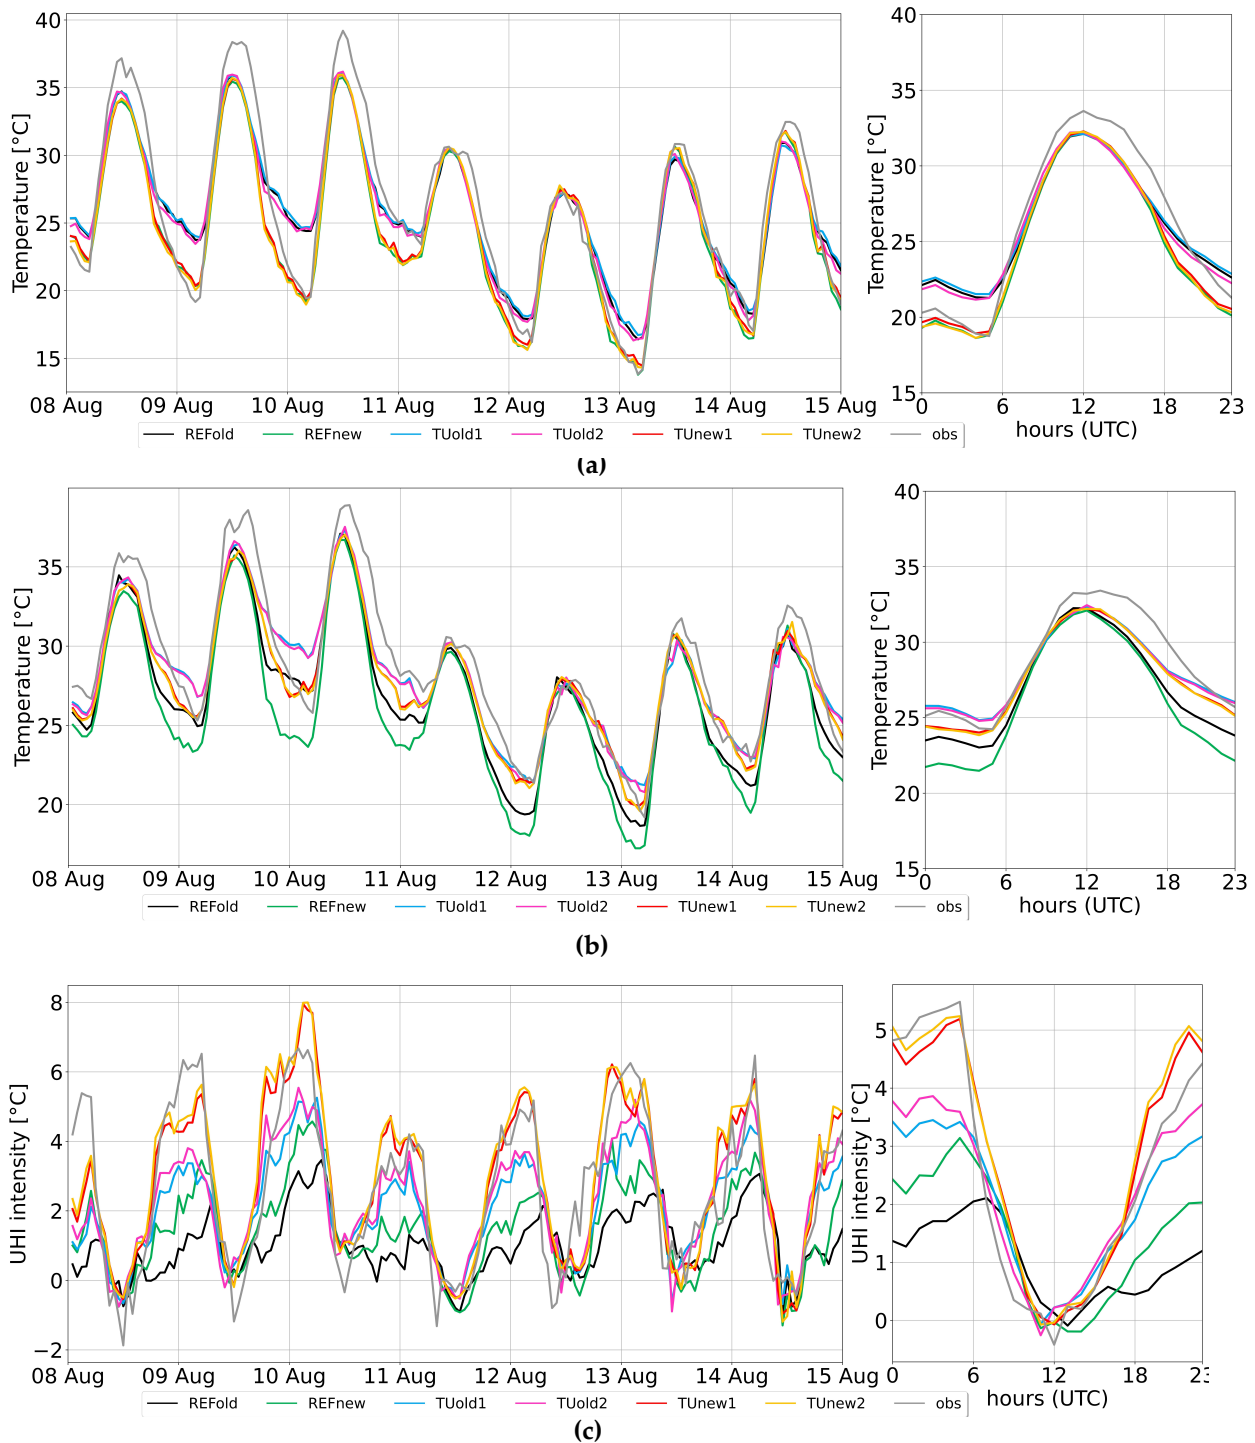 40
35
30
25
20
15
Temperature [°C]
08 Aug 09 Aug 10 Aug 11 Aug 12 Aug 13 Aug 14 Aug 15 Aug
40
35
30
25
20
15
Temperature [°C]
0 6 12 18 23
hours (UTC)
REFold REFnew TUold1 TUold2 TUnew1 TUnew2 obs
(a)
35
30
25
20
Temperature [°C]
08 Aug 09 Aug 10 Aug 11 Aug 12 Aug 13 Aug 14 Aug 15 Aug
40
35
30
25
20
15
Temperature [°C]
0 6 12 18 23
hours (UTC)
REFold REFnew TUold1 TUold2 TUnew1 TUnew2 obs
(b)
8
6
4
2
0
−2
UHI intensity [°C]
08 Aug 09 Aug 10 Aug 11 Aug 12 Aug 13 Aug 14 Aug 15 Aug
5
4
3
2
1
0
UHI intensity [°C]
0 6 12 18 23
hours (UTC)
REFold REFnew TUold1 TUold2 TUnew1 TUnew2 obs
(c)